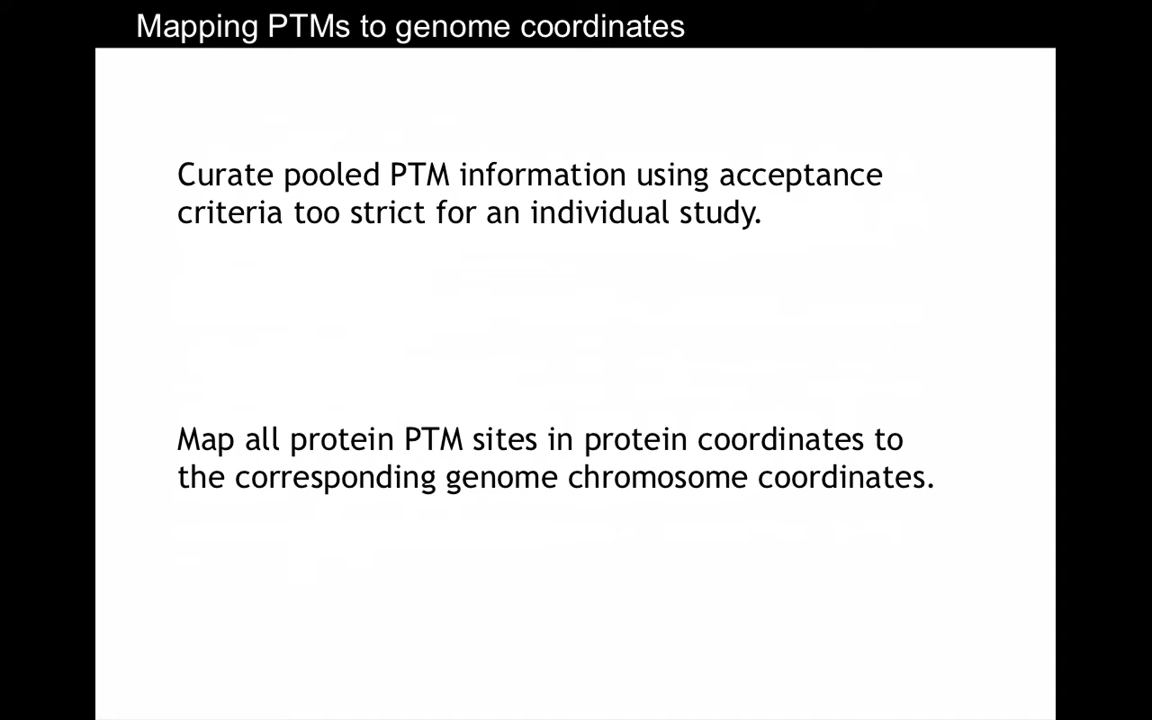 Mapping PTMs to genome coordinates
Curate pooled PTM information using acceptance
criteria too strict for an individual study.
Map all protein PTM sites in protein coordinates to
the corresponding genome chromosome coordinates.